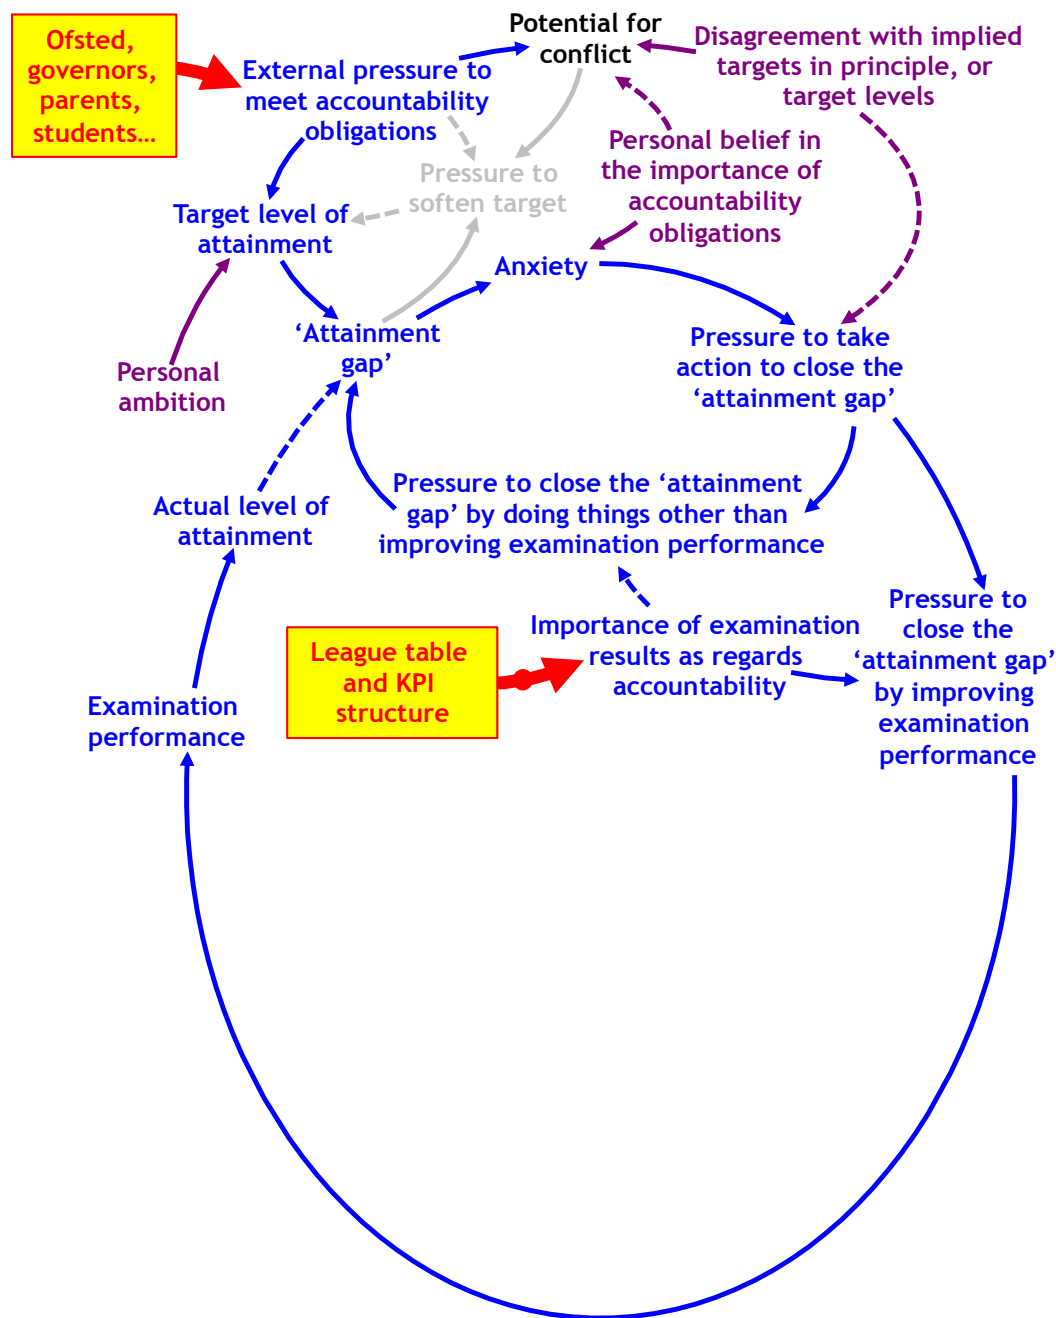 Ofsted,
governors,
parents,
students…
External pressure to
meet accountability
obligations
Potential for
conflict
Disagreement with implied
targets in principle, or
target levels
Personal belief in
the importance of
accountability
obligations
Pressure to
soften target
Target level of
attainment
Anxiety
‘Attainment
gap’
Personal
ambition
Pressure to take
action to close the
‘attainment gap’
Actual level of
attainment
Pressure to close the ‘attainment
gap’ by doing things other than
improving examination performance
League table
and KPI
structure
Importance of examination
results as regards
accountability
Pressure to
close the
‘attainment gap’
by improving
examination
performance
Examination
performance